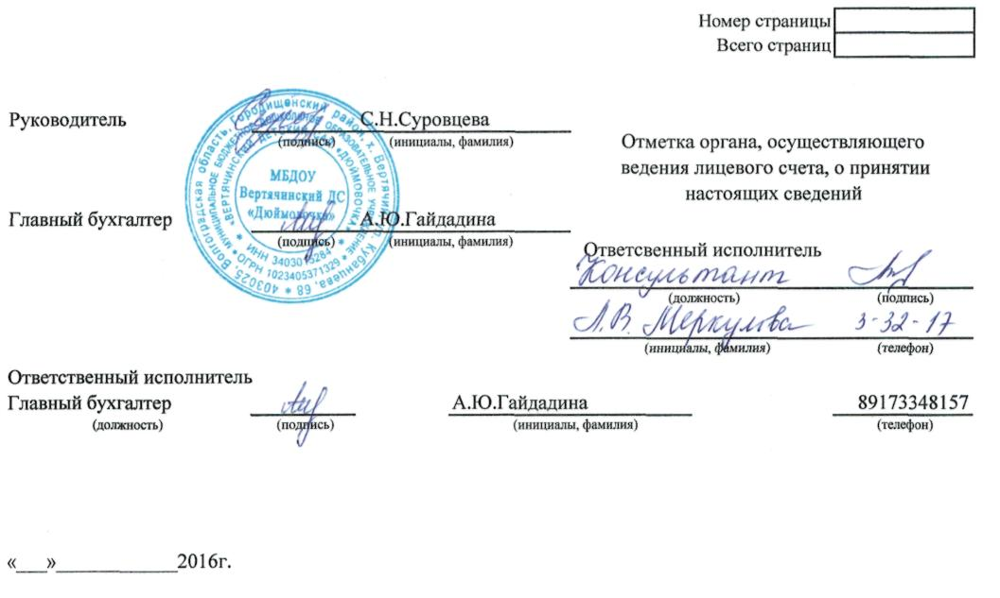 Номер страницы
Всего страниц
Руководитель С.Н.Суровцева
(подпись) (инициалы, фамилия)
Отметка органа, осуществляющего
ведения лицевого счета, о принятии
настоящих сведений
403025, Волгоградская область, Городищенский район, х. Вертячий, ул. Кубанцева, 68
МУНИЦИПАЛЬНОЕ БЮДЖЕТНОЕ ДОШКОЛЬНОЕ ОБРАЗОВАТЕЛЬНОЕ УЧРЕЖДЕНИЕ
«ВЕРТЯЧИНСКИЙ ДЕТСКИЙ САД «ДЮЙМОВОЧКА»
МБДОУ
Вертячинский ДС
«Дюймовочка»
ИНН 3403015284
ОГРН 1023405371329
Главный бухгалтер А.Ю.Гайдадина
(подпись) (инициалы, фамилия)
Ответсвенный исполнитель
Консультант
(должность) (подпись)
Л.В. Меркулова 3-32-17
(инициалы, фамилия) (телефон)
Ответственный исполнитель
Главный бухгалтер А.Ю.Гайдадина 89173348157
(должность) (подпись) (инициалы, фамилия) (телефон)
«___»____________2016г.